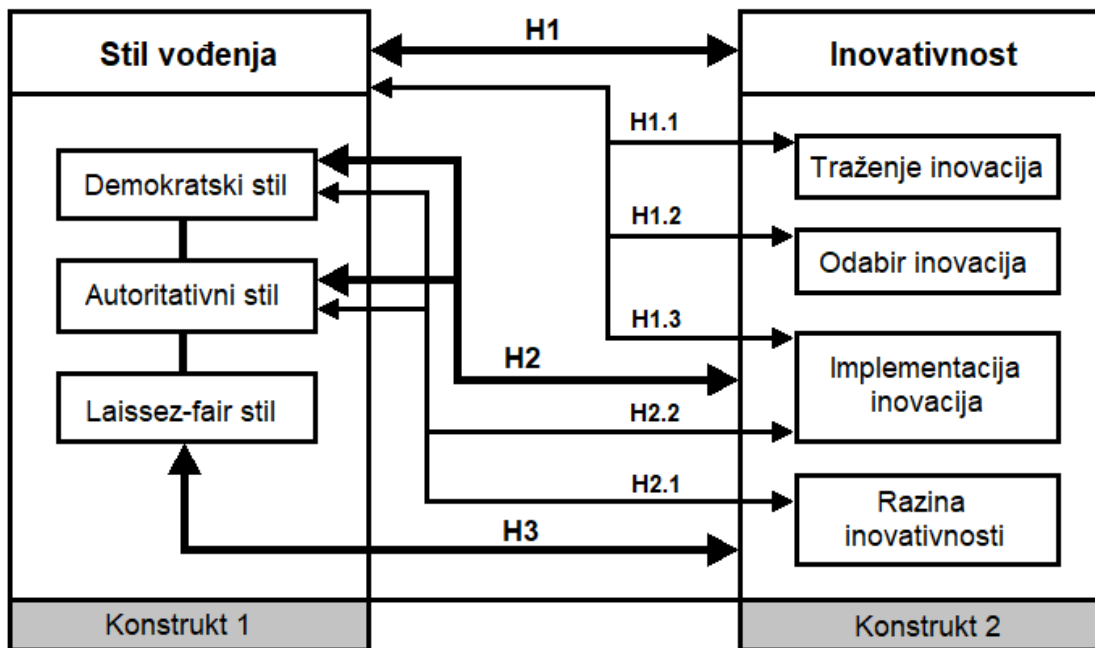 Stil vođenja
H1
Inovativnost
H1.1
Traženje inovacija
Demokratski stil
H1.2
Odabir inovacija
Autoritativni stil
H1.3
H2
Implementacija
inovacija
Laissez-fair stil
H2.2
H2.1
Razina
inovativnosti
H3
Konstrukt 1
Konstrukt 2